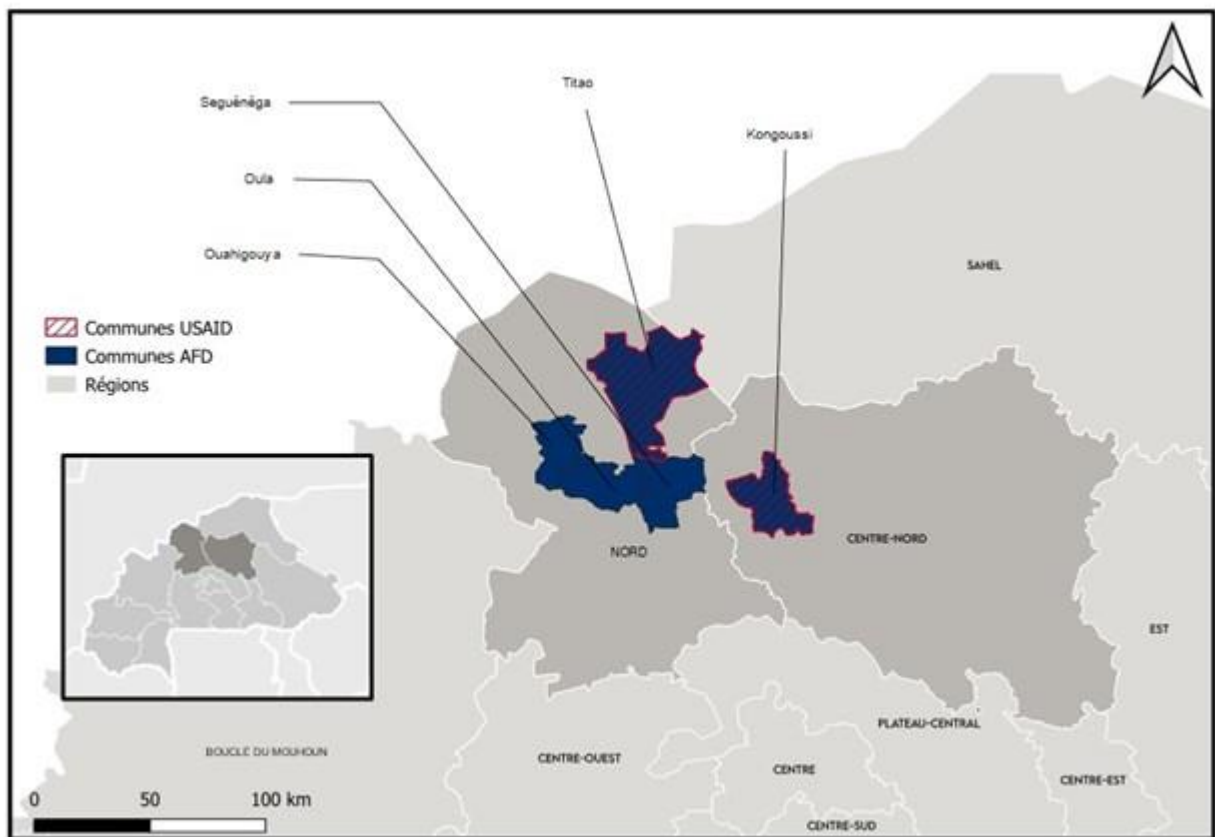 Titao
Seguénéga
Kongoussi
Oula
Ouahigouya
SAHEL
Communes USAID
Communes AFD
Régions
CENTRE-NORD
NORD
EST
PLATEAU-CENTRAL
BOUCLE DU MOUHOUN
CENTRE-OUEST
CENTRE
CENTRE-EST
0 50 100 km
CENTRE-SUD